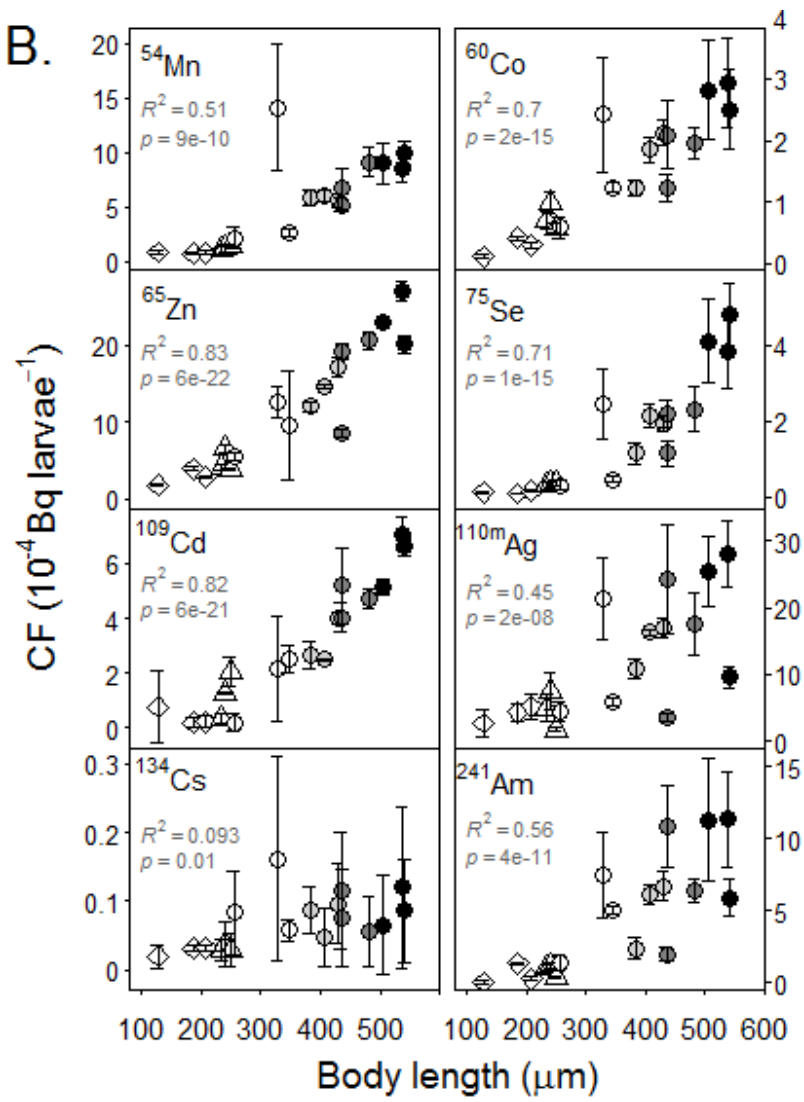 B.
CF (10⁻⁴ Bq larvae⁻¹)
⁵⁴Mn
R² = 0.51
p = 9e-10
20
15
10
5
0
⁶⁰Co
R² = 0.7
p = 2e-15
4
3
2
1
0
⁶⁵Zn
R² = 0.83
p = 6e-22
20
10
0
⁷⁵Se
R² = 0.71
p = 1e-15
4
2
0
¹⁰⁹Cd
R² = 0.82
p = 6e-21
6
4
2
0
¹¹⁰ᵐAg
R² = 0.45
p = 2e-08
30
20
10
0
¹³⁴Cs
R² = 0.093
p = 0.01
0.3
0.2
0.1
0
²⁴¹Am
R² = 0.56
p = 4e-11
15
10
5
0
100 200 300 400 500
100 200 300 400 500 600
Body length (μm)